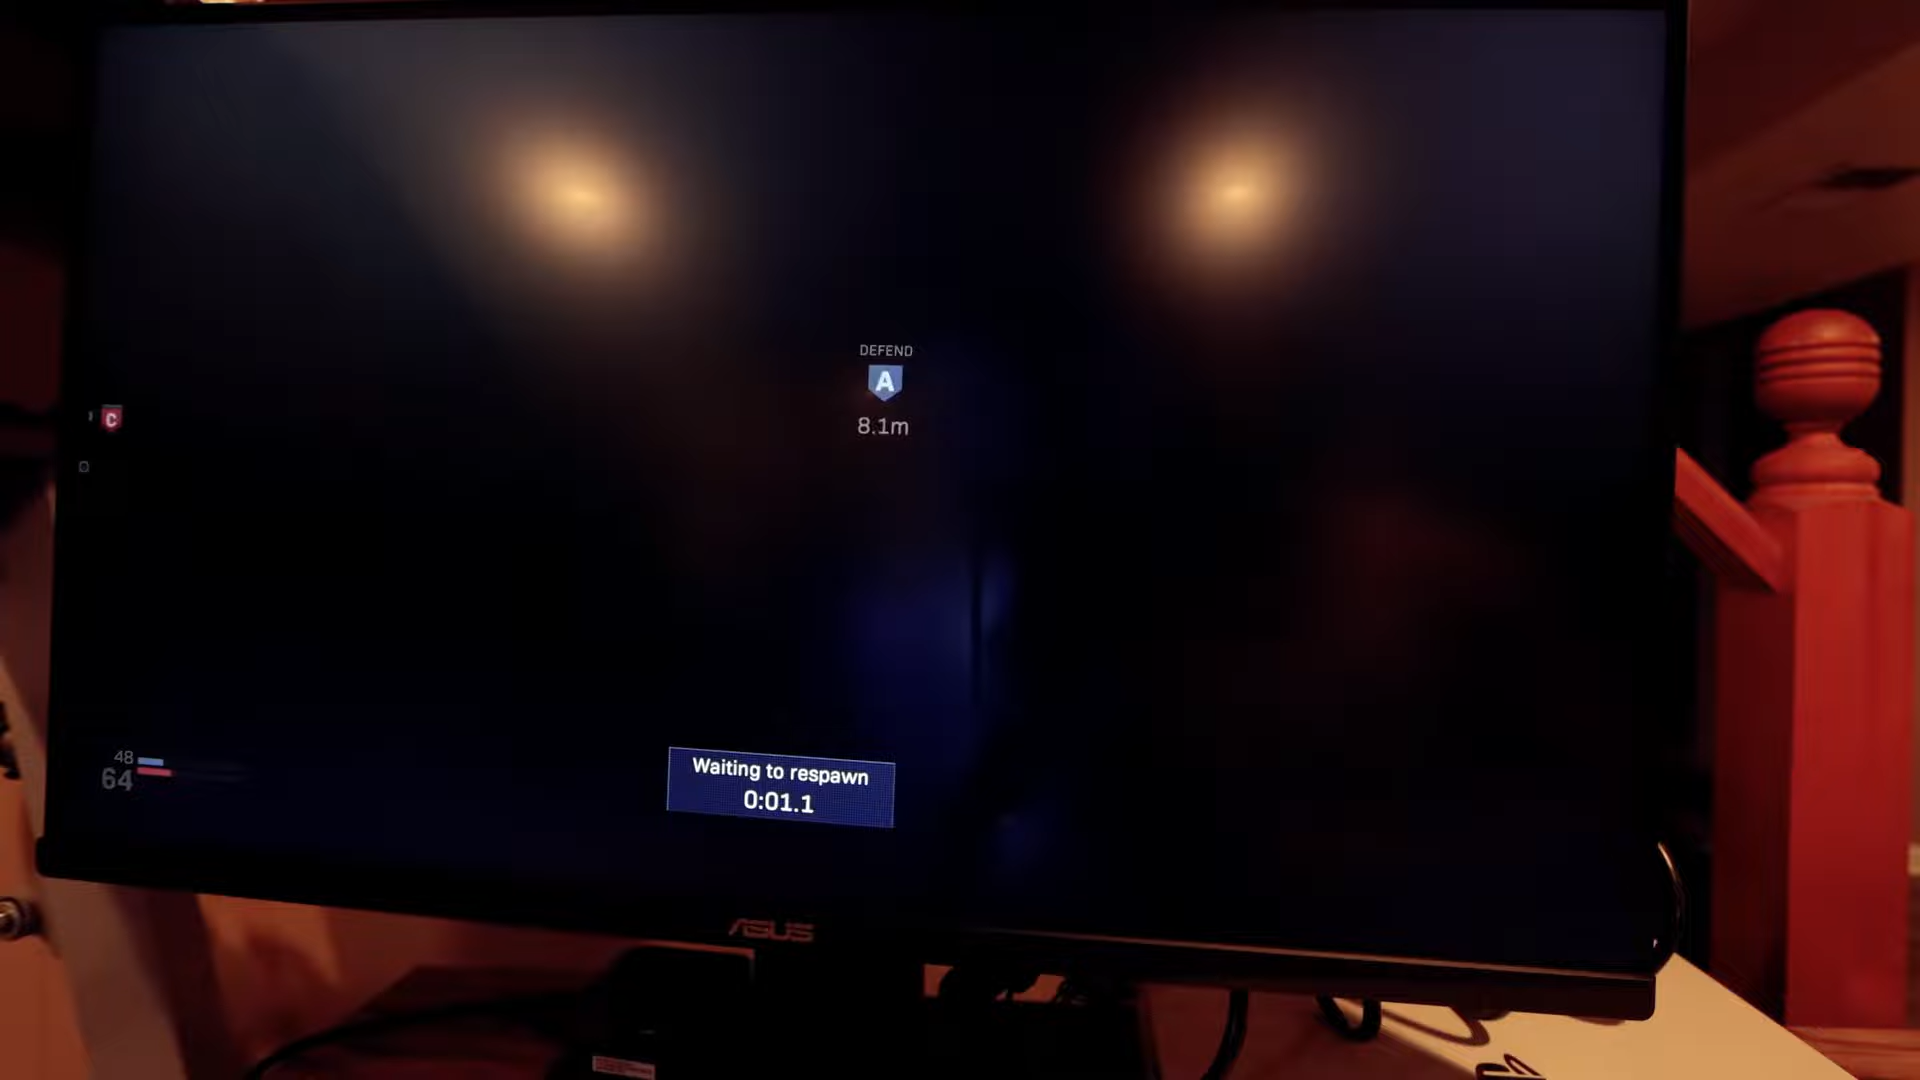 DEFEND
A
8.1m
C
48
64
Waiting to respawn
0:01.1
ASUS